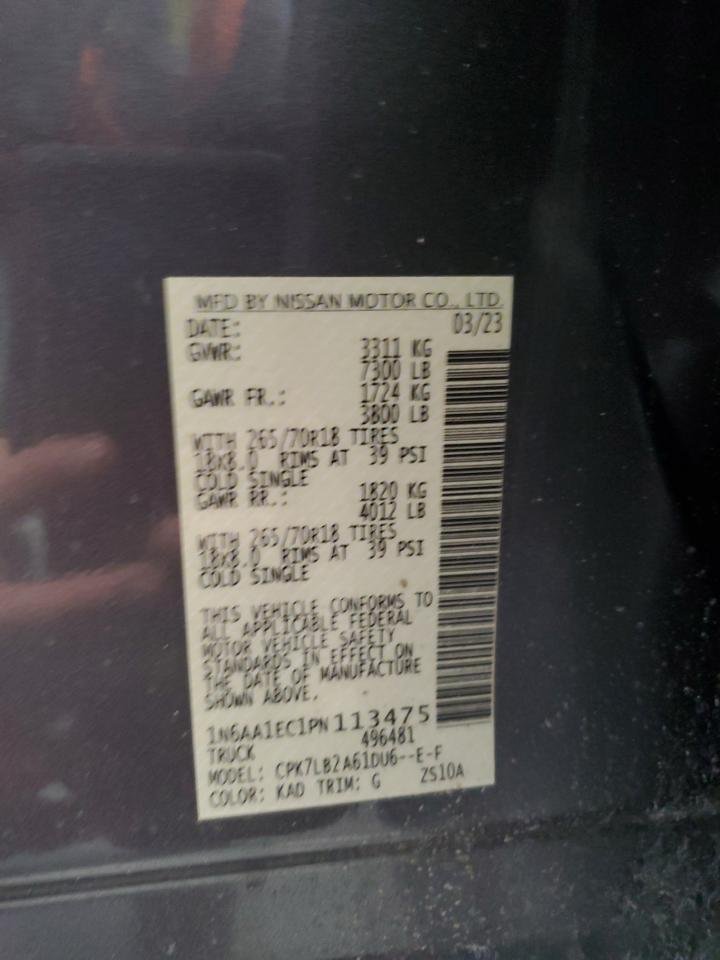 MFD BY NISSAN MOTOR CO., LTD.
DATE: 03/23
GVWR: 3311 KG
7300 LB
GAWR FR.: 1724 KG
3800 LB
WITH 265/70R18 TIRES
18x8.0 RIMS AT 39 PSI
COLD SINGLE
GAWR RR.: 1820 KG
4012 LB
WITH 265/70R18 TIRES
18x8.0 RIMS AT 39 PSI
COLD SINGLE
THIS VEHICLE CONFORMS TO
ALL APPLICABLE FEDERAL
MOTOR VEHICLE SAFETY
STANDARDS IN EFFECT ON
THE DATE OF MANUFACTURE
SHOWN ABOVE.
1N6AA1EC1PN113475
TRUCK 496481
MODEL: CPK7LB2A61DU6--E-F
COLOR: KAD TRIM: G ZS10A